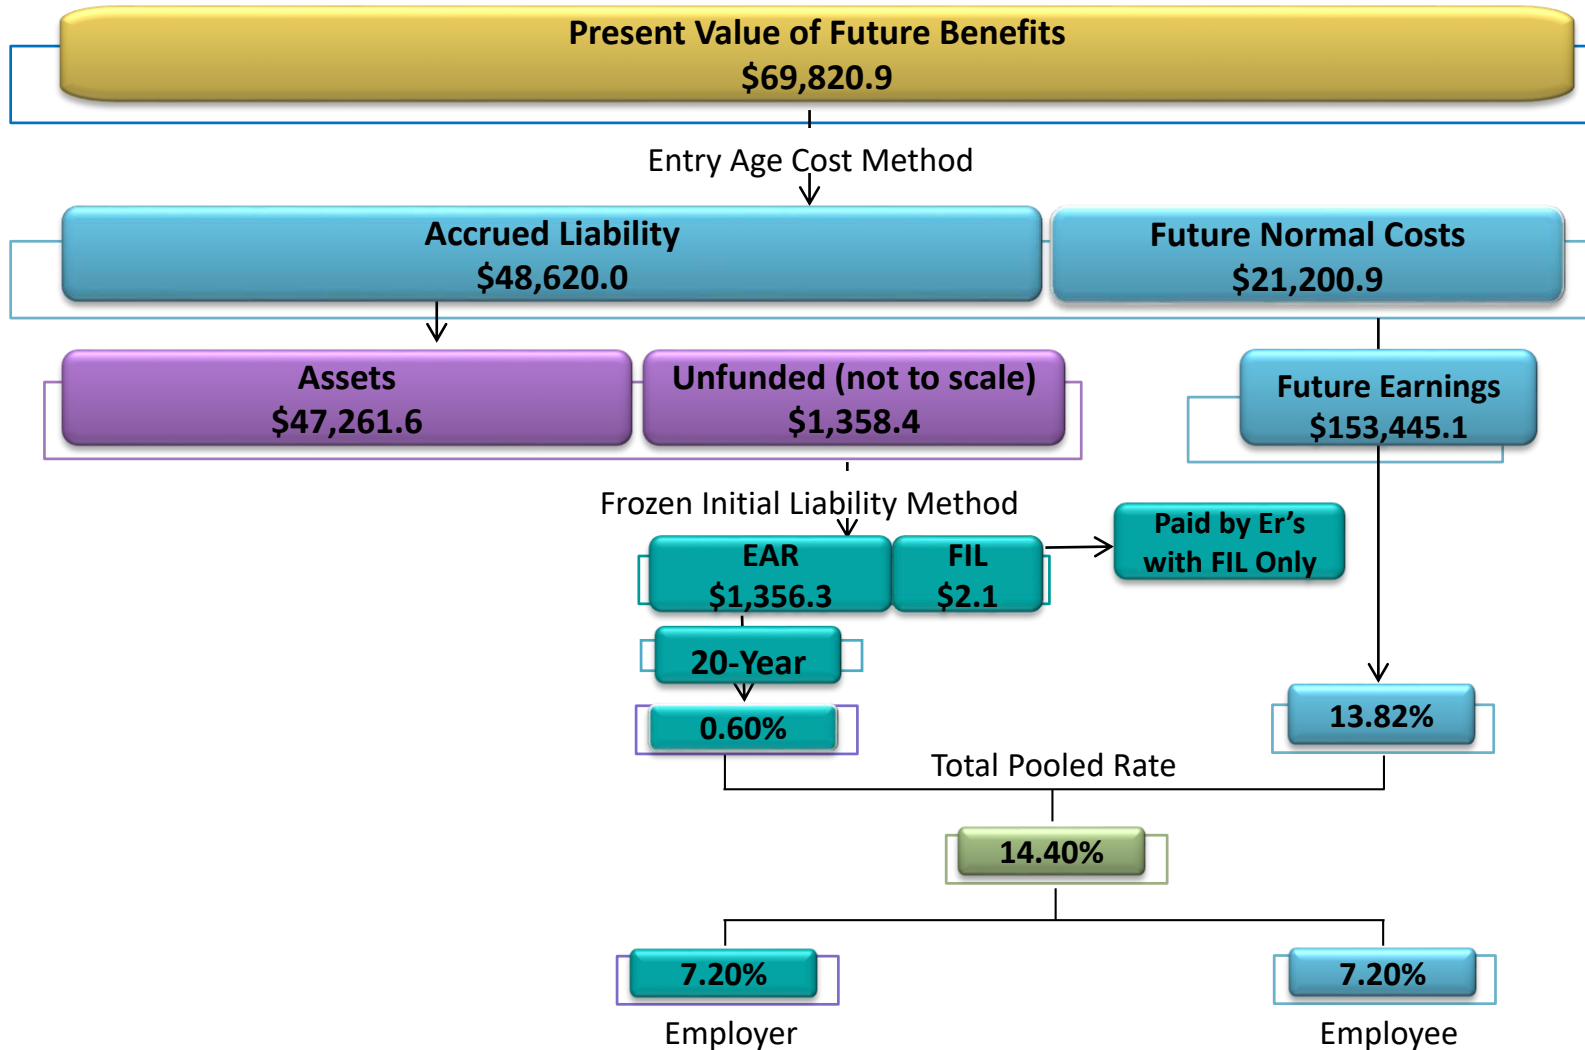 Present Value of Future Benefits
$69,820.9
Entry Age Cost Method
Accrued Liability
$48,620.0
Future Normal Costs
$21,200.9
Assets
$47,261.6
Unfunded (not to scale)
$1,358.4
Future Earnings
$153,445.1
Frozen Initial Liability Method
EAR
$1,356.3
FIL
$2.1
Paid by Er’s
with FIL Only
20-Year
0.60%
13.82%
Total Pooled Rate
14.40%
7.20%
7.20%
Employer
Employee